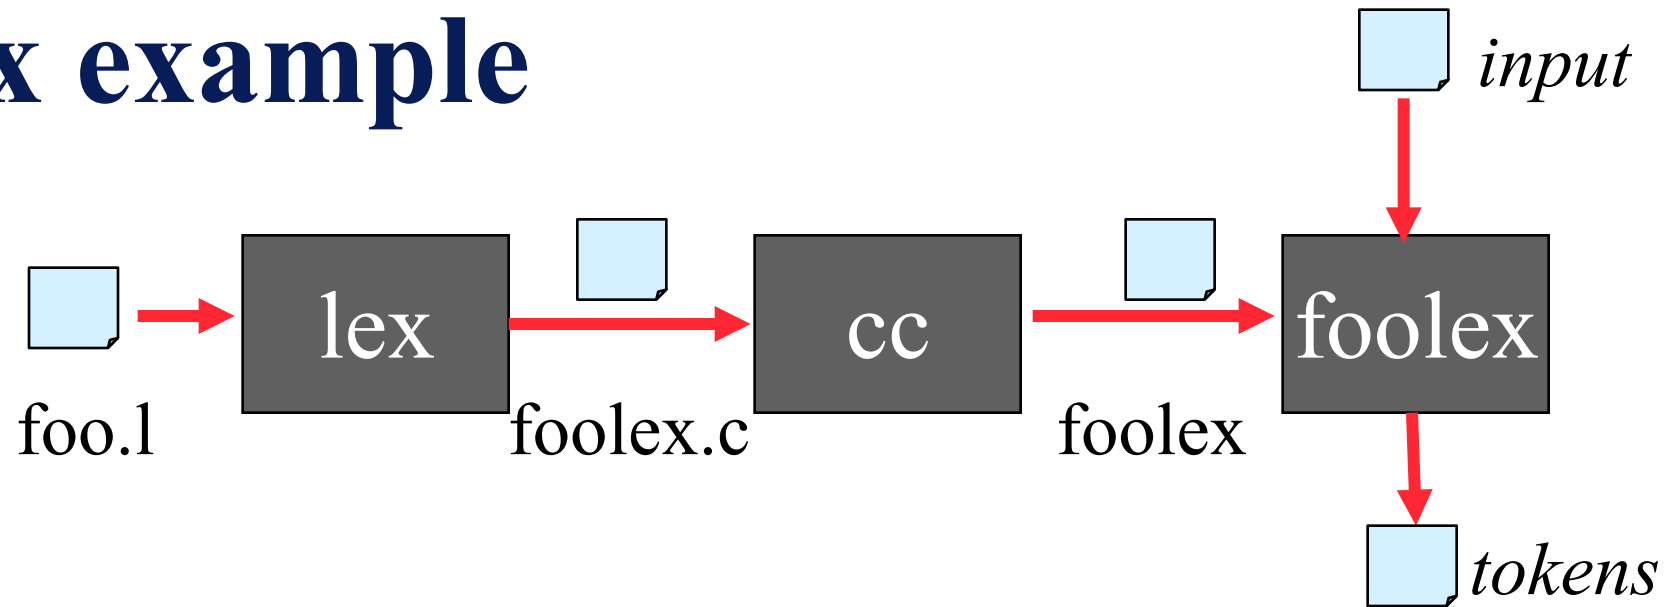 x example
input
lex
cc
foolex
foo.l
foolex.c
foolex
tokens